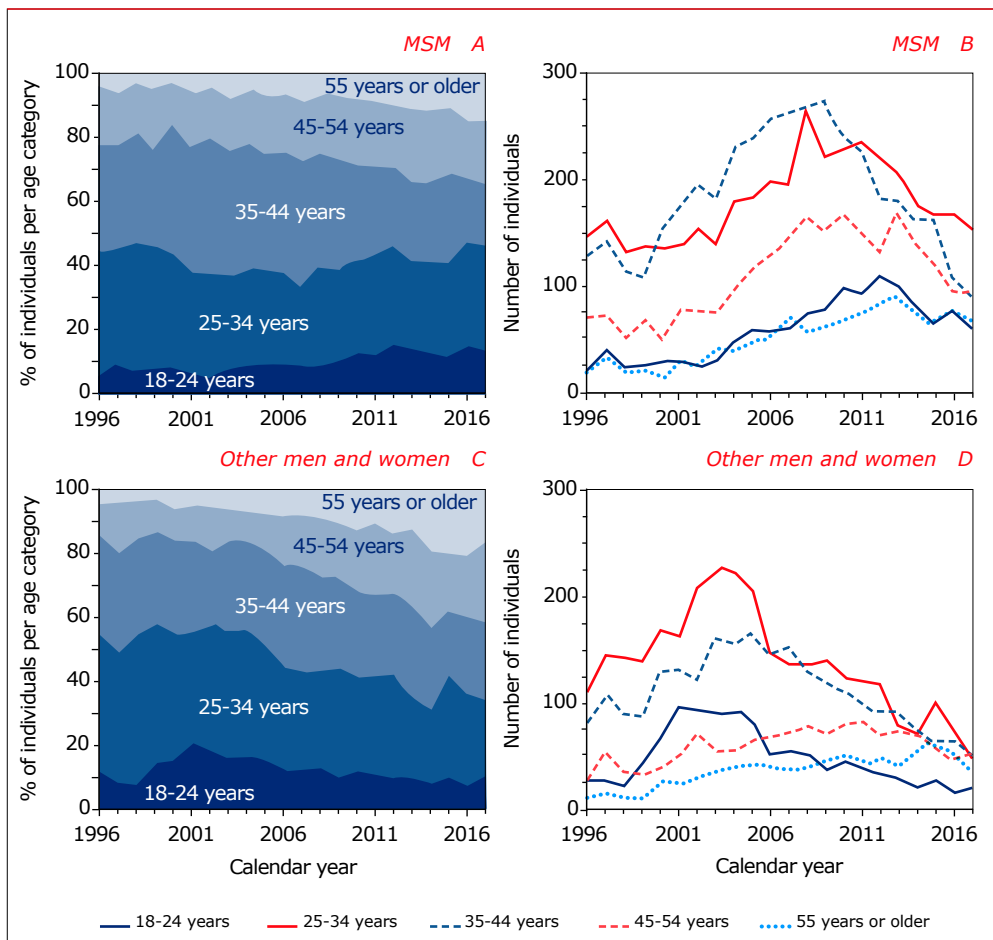 MSM A
% of individuals per age category
100
80
60
40
20
0
55 years or older
45-54 years
35-44 years
25-34 years
18-24 years
1996 2001 2006 2011 2016
MSM B
Number of individuals
300
250
200
150
100
50
0
1996 2001 2006 2011 2016
Other men and women C
% of individuals per age category
100
80
60
40
20
0
55 years or older
45-54 years
35-44 years
25-34 years
18-24 years
1996 2001 2006 2011 2016
Calendar year
Other men and women D
Number of individuals
300
250
200
150
100
50
0
1996 2001 2006 2011 2016
Calendar year
18-24 years 25-34 years 35-44 years 45-54 years 55 years or older